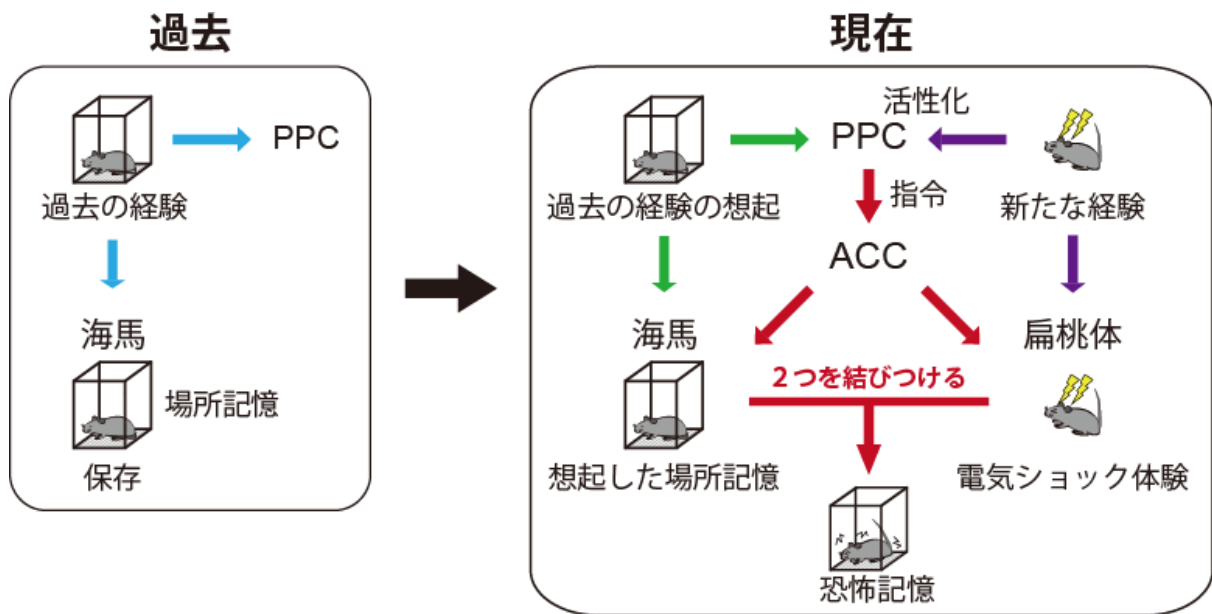 過去
過去の経験
PPC
海馬
場所記憶
保存
現在
活性化
PPC
過去の経験の想起
指令
新たな経験
ACC
海馬
扁桃体
2つを結びつける
想起した場所記憶
電気ショック体験
恐怖記憶